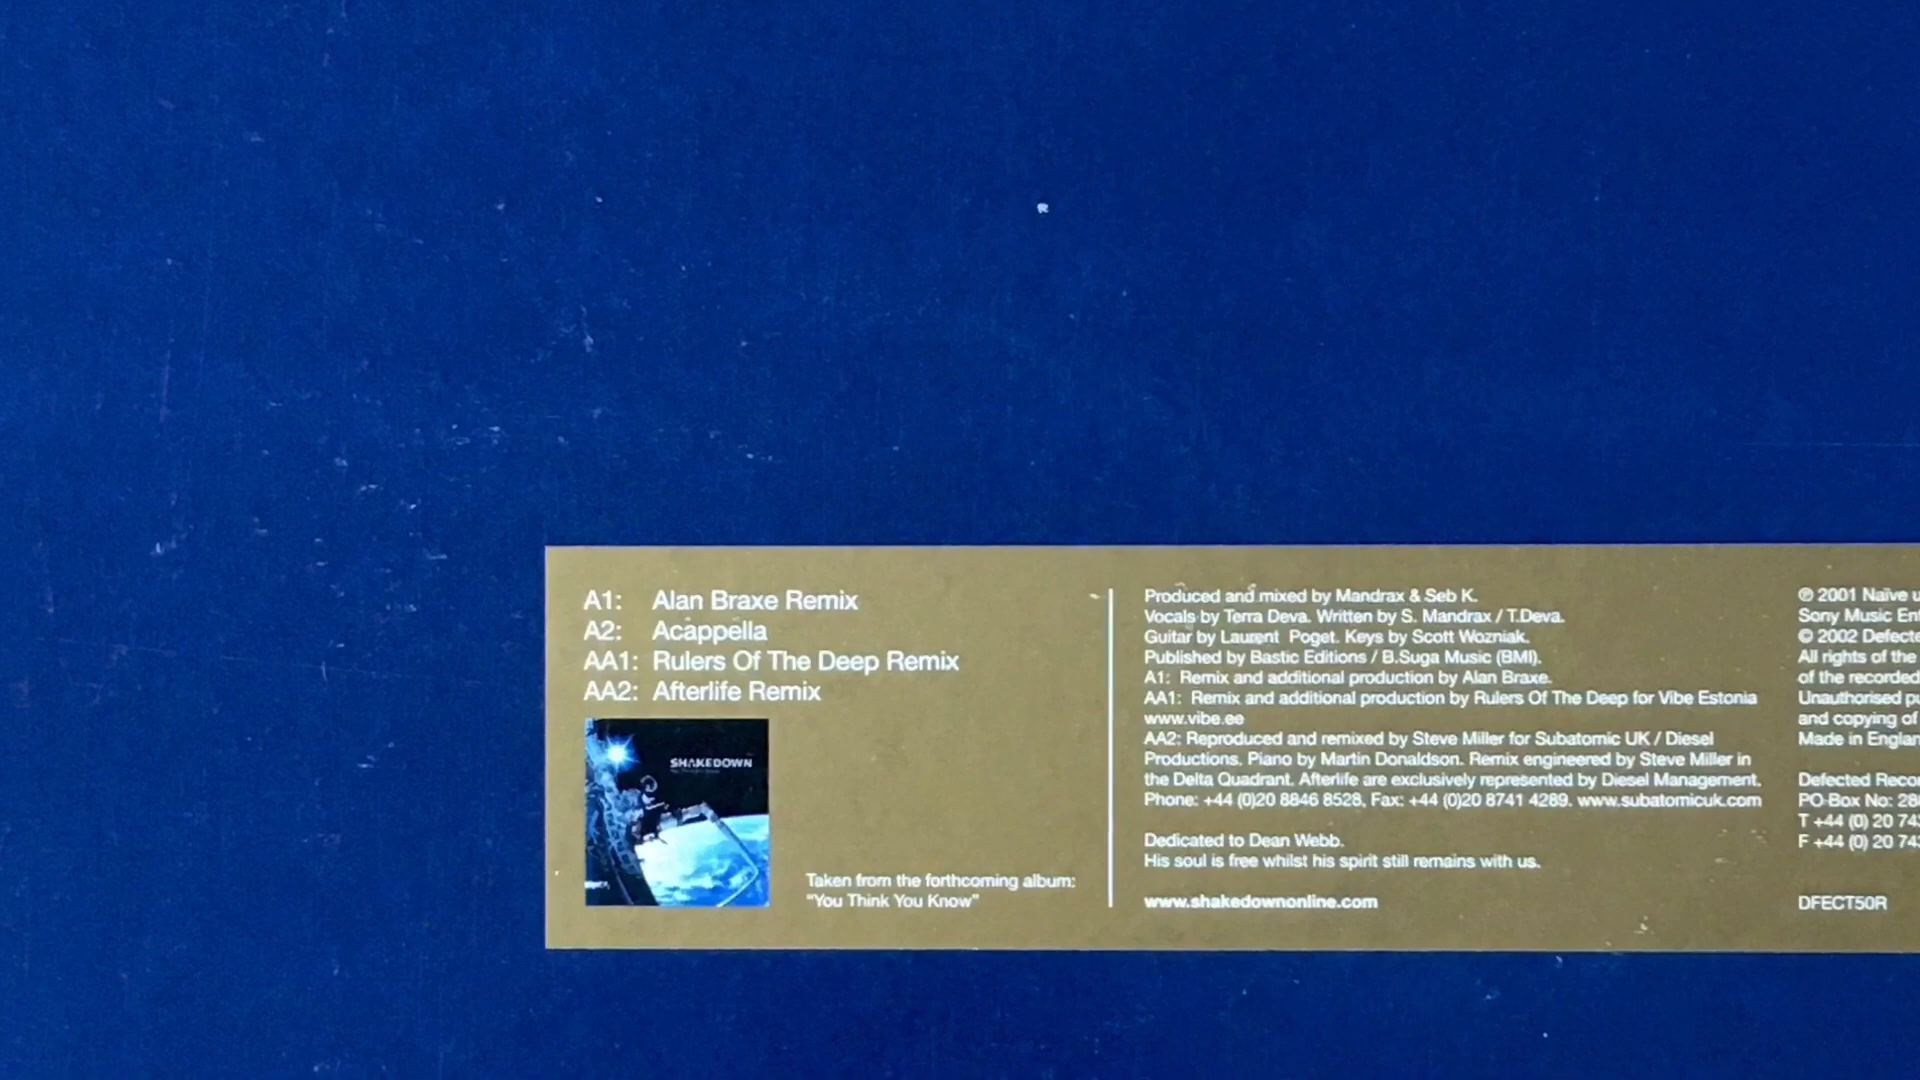 A1: Alan Braxe Remix
A2: Acappella
AA1: Rulers Of The Deep Remix
AA2: Afterlife Remix
SHAKEDOWN
Taken from the forthcoming album:
"You Think You Know"
Produced and mixed by Mandrax & Seb K.
Vocals by Terra Deva. Written by S. Mandrax / T.Deva.
Guitar by Laurent Poget. Keys by Scott Wozniak.
Published by Bastic Editions / B.Suga Music (BMI).
A1: Remix and additional production by Alan Braxe.
AA1: Remix and additional production by Rulers Of The Deep for Vibe Estonia
www.vibe.ee
AA2: Reproduced and remixed by Steve Miller for Subatomic UK / Diesel
Productions. Piano by Martin Donaldson. Remix engineered by Steve Miller in
the Delta Quadrant. Afterlife are exclusively represented by Diesel Management.
Phone: +44 (0)20 8846 8528, Fax: +44 (0)20 8741 4289. www.subatomicuk.com
Dedicated to Dean Webb.
His soul is free whilst his spirit still remains with us.
www.shakedownonline.com
℗ 2001 Naïve u
Sony Music Ent
© 2002 Defecte
All rights of the
of the recorded
Unauthorised pu
and copying of
Made in Englan
Defected Recor
PO Box No: 28
T +44 (0) 20 74
F +44 (0) 20 74
DFECT50R